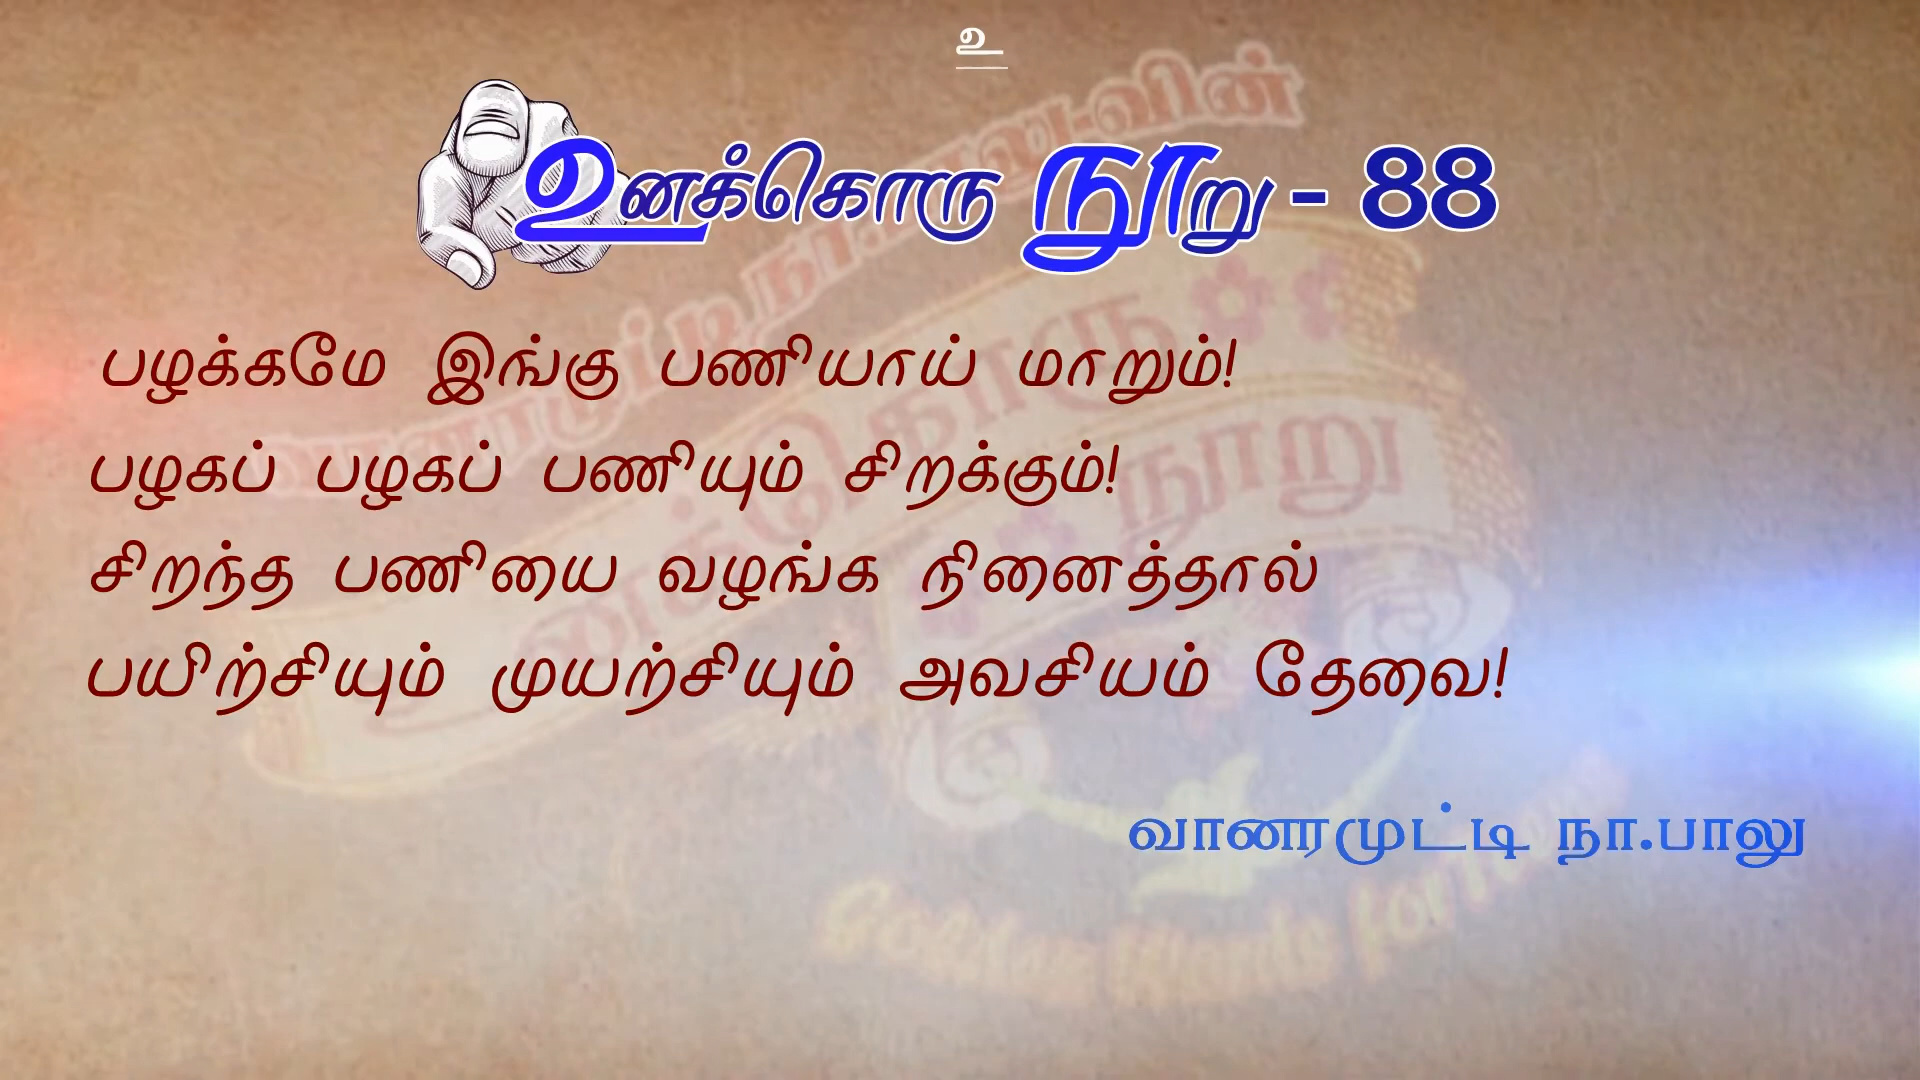 உ
உனக்கொரு நூறு - 88
பழக்கமே இங்கு பணியாய் மாறும்!
பழகப் பழகப் பணியும் சிறக்கும்!
சிறந்த பணியை வழங்க நினைத்தால்
பயிற்சியும் முயற்சியும் அவசியம் தேவை!
வானரமுட்டி நா.பாலு